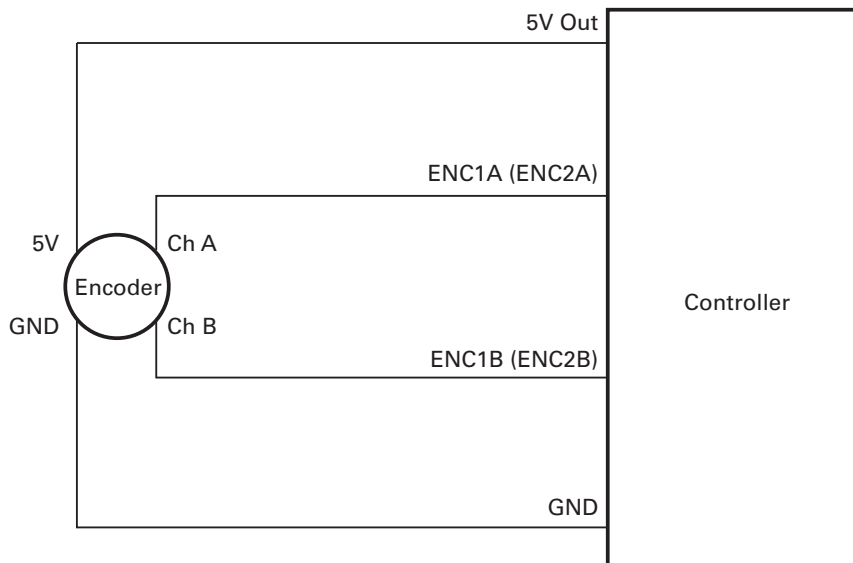 5V Out
ENC1A (ENC2A)
5V
Ch A
Encoder
Controller
GND
Ch B
ENC1B (ENC2B)
GND